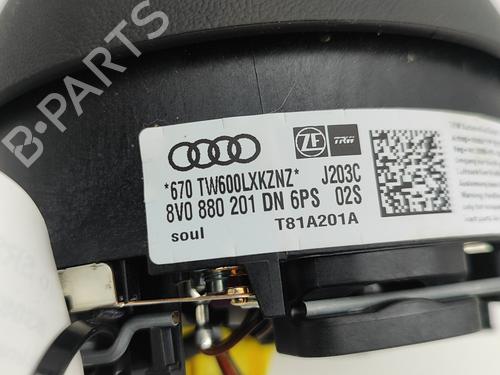 B-PARTS
ZF TRW
*670 TW600LXKZNZ* J203C
8V0 880 201 DN 6PS 02S
soul T81A201A